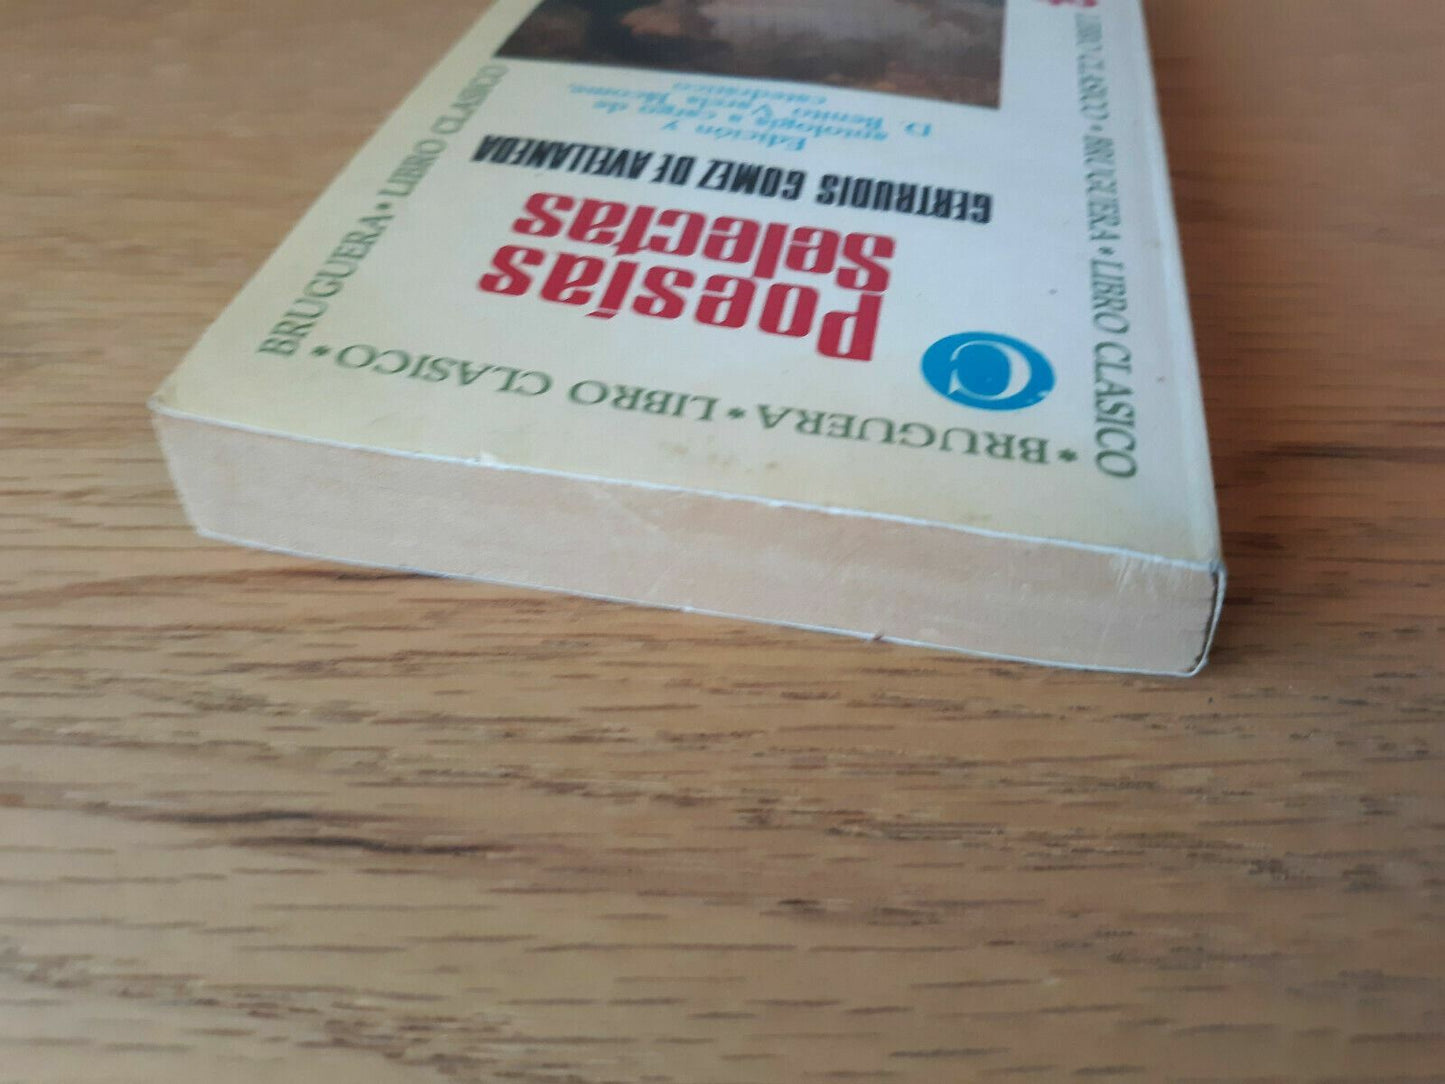 BRUGUERA * LIBRO CLASICO
* BRUGUERA * LIBRO CLASICO *
LIBRO CLASICO * BRUGUERA * LIBRO CLASICO
Poesías
Selectas
GERTRUDIS GOMEZ DE AVELLANEDA
Edición y
antología a cargo de
D. Benito Varela Jácome,
catedrático